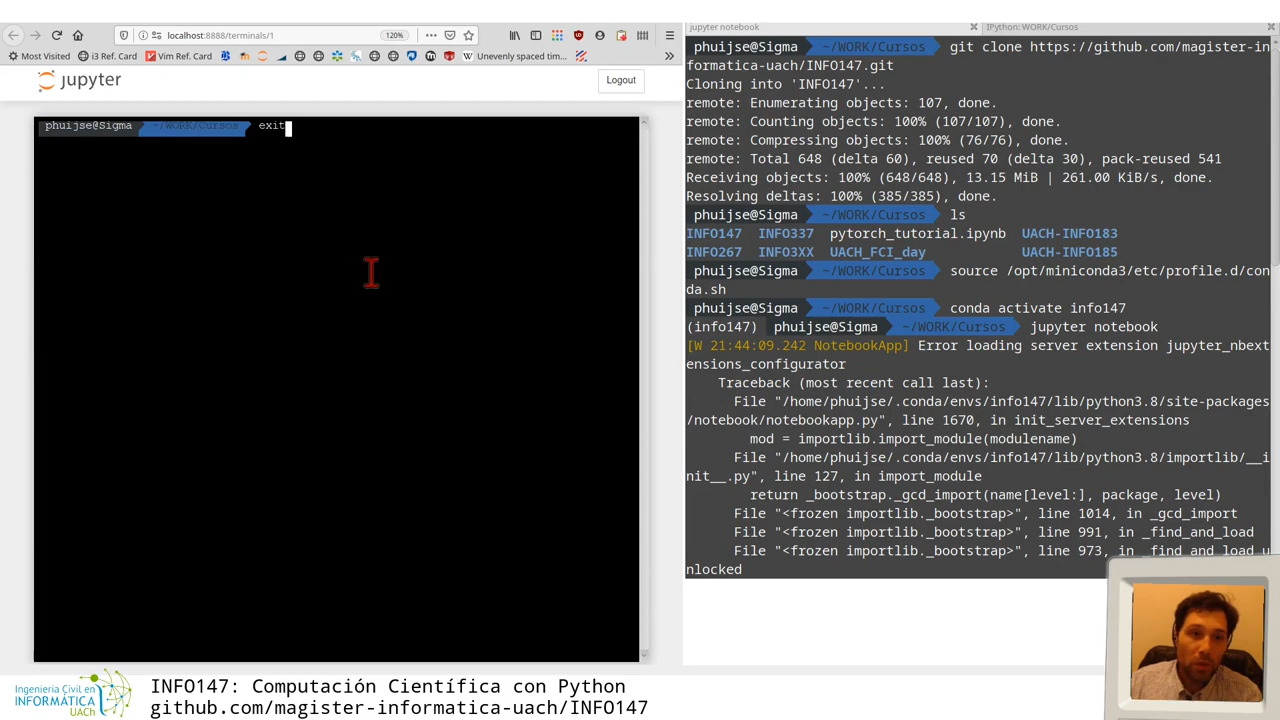 localhost:8888/terminals/1
120%
Most Visited
i3 Ref. Card
Vim Ref. Card
Unevenly spaced tim…
jupyter
Logout
phuijse@Sigma ~/WORK/Cursos exit
jupyter notebook
IPython: WORK/Cursos
phuijse@Sigma ~/WORK/Cursos git clone https://github.com/magister-in
formatica-uach/INFO147.git
Cloning into 'INFO147'...
remote: Enumerating objects: 107, done.
remote: Counting objects: 100% (107/107), done.
remote: Compressing objects: 100% (76/76), done.
remote: Total 648 (delta 60), reused 70 (delta 30), pack-reused 541
Receiving objects: 100% (648/648), 13.15 MiB | 261.00 KiB/s, done.
Resolving deltas: 100% (385/385), done.
phuijse@Sigma ~/WORK/Cursos ls
INFO147 INFO337 pytorch_tutorial.ipynb UACH-INFO183
INFO267 INFO3XX UACH_FCI_day UACH-INFO185
phuijse@Sigma ~/WORK/Cursos source /opt/miniconda3/etc/profile.d/con
da.sh
phuijse@Sigma ~/WORK/Cursos conda activate info147
(info147) phuijse@Sigma ~/WORK/Cursos jupyter notebook
[W 21:44:09.242 NotebookApp] Error loading server extension jupyter_nbext
ensions_configurator
Traceback (most recent call last):
File "/home/phuijse/.conda/envs/info147/lib/python3.8/site-packages
/notebook/notebookapp.py", line 1670, in init_server_extensions
mod = importlib.import_module(modulename)
File "/home/phuijse/.conda/envs/info147/lib/python3.8/importlib/__i
nit__.py", line 127, in import_module
return _bootstrap._gcd_import(name[level:], package, level)
File "<frozen importlib._bootstrap>", line 1014, in _gcd_import
File "<frozen importlib._bootstrap>", line 991, in _find_and_load
File "<frozen importlib._bootstrap>", line 973, in _find_and_load_u
nlocked
Ingeniería Civil en
INFORMÁTICA
UACh
INFO147: Computación Científica con Python
github.com/magister-informatica-uach/INFO147